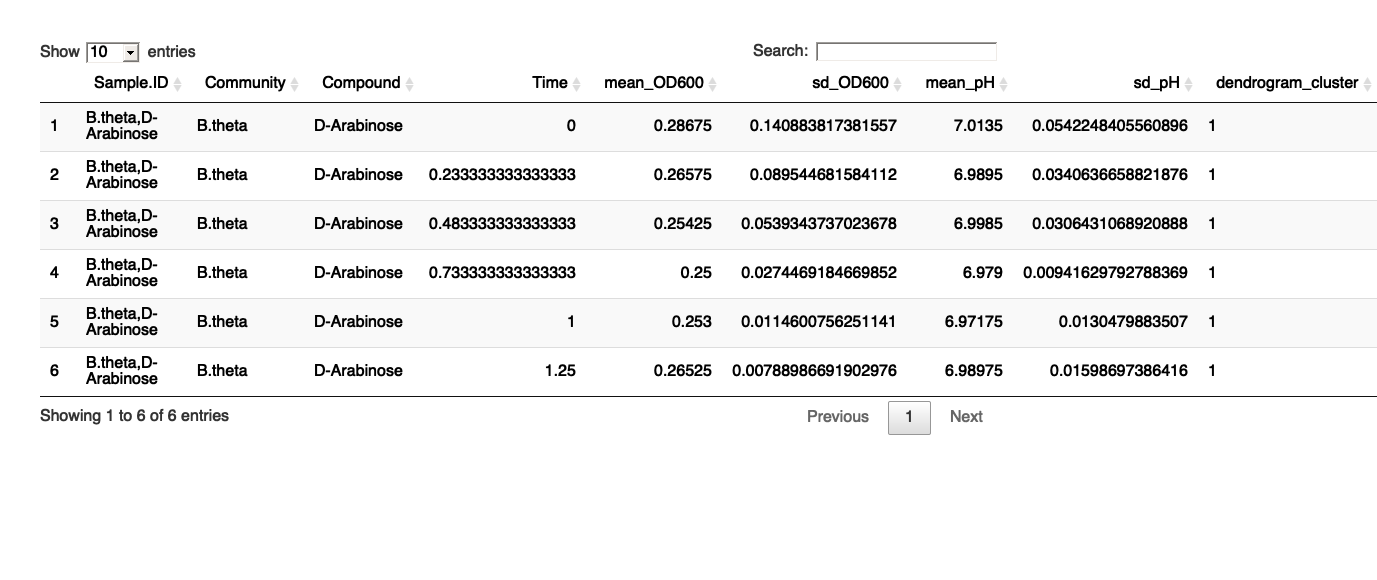 Show 10 entries Search:
Sample.ID Community Compound Time mean_OD600 sd_OD600 mean_pH sd_pH dendrogram_cluster
1 B.theta,D-Arabinose B.theta D-Arabinose 0 0.28675 0.140883817381557 7.0135 0.0542248405560896 1
2 B.theta,D-Arabinose B.theta D-Arabinose 0.233333333333333 0.26575 0.089544681584112 6.9895 0.0340636658821876 1
3 B.theta,D-Arabinose B.theta D-Arabinose 0.483333333333333 0.25425 0.0539343737023678 6.9985 0.0306431068920888 1
4 B.theta,D-Arabinose B.theta D-Arabinose 0.733333333333333 0.25 0.0274469184669852 6.979 0.00941629792788369 1
5 B.theta,D-Arabinose B.theta D-Arabinose 1 0.253 0.0114600756251141 6.97175 0.0130479883507 1
6 B.theta,D-Arabinose B.theta D-Arabinose 1.25 0.26525 0.00788986691902976 6.98975 0.01598697386416 1
Showing 1 to 6 of 6 entries Previous 1 Next